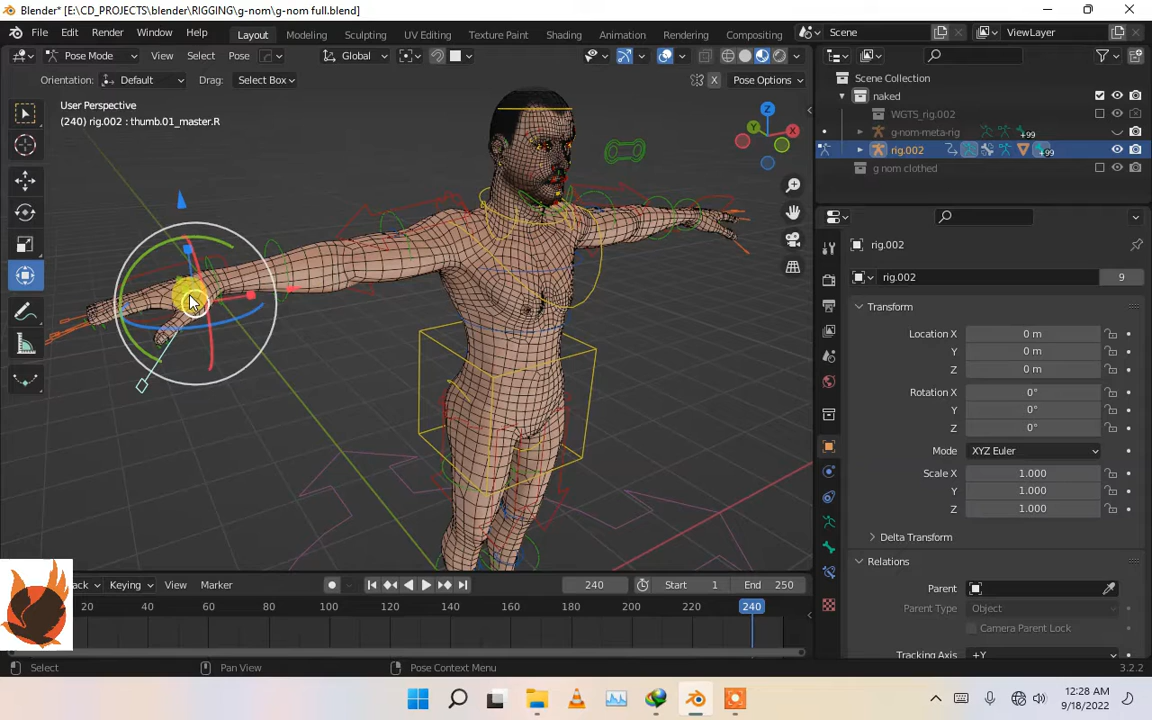 Blender* [E:\CD_PROJECTS\blender\RIGGING\g-nom\g-nom full.blend]
File Edit Render Window Help Layout Modeling Sculpting UV Editing Texture Paint Shading Animation Rendering Compositing Scene ViewLayer
Pose Mode View Select Pose Global
Orientation: Default Drag: Select Box X Pose Options
User Perspective
(240) rig.002 : thumb.01_master.R
Z
Y
X
Scene Collection
naked
WGTS_rig.002
g-nom-meta-rig +99
rig.002 +99
g nom clothed
rig.002
rig.002 9
Transform
Location X 0 m
Y 0 m
Z 0 m
Rotation X 0°
Y 0°
Z 0°
Mode XYZ Euler
Scale X 1.000
Y 1.000
Z 1.000
Delta Transform
Relations
Parent
Parent Type Object
Camera Parent Lock
Tracking Axis +Y
Keying View Marker 240 Start 1 End 250
20 40 60 80 100 120 140 160 180 200 220 240
Select Pan View Pose Context Menu 3.2.2
12:28 AM
9/18/2022